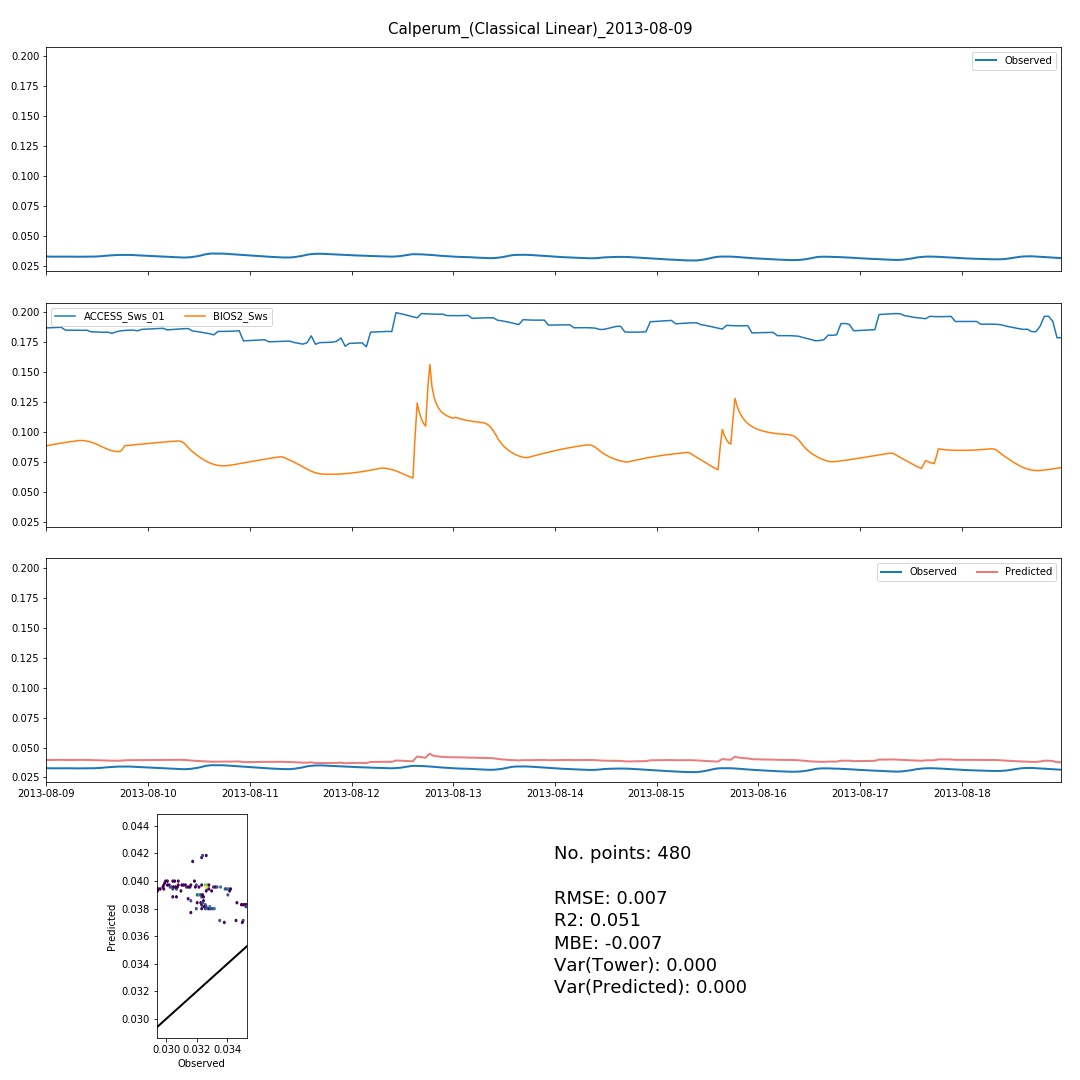 Calperum_(Classical Linear)_2013-08-09
0.200
0.175
0.150
0.125
0.100
0.075
0.050
0.025
Observed
0.200
0.175
0.150
0.125
0.100
0.075
0.050
0.025
ACCESS_Sws_01 BIOS2_Sws
0.200
0.175
0.150
0.125
0.100
0.075
0.050
0.025
Observed Predicted
2013-08-09 2013-08-10 2013-08-11 2013-08-12 2013-08-13 2013-08-14 2013-08-15 2013-08-16 2013-08-17 2013-08-18
Predicted
0.044
0.042
0.040
0.038
0.036
0.034
0.032
0.030
0.030 0.032 0.034
Observed
No. points: 480
RMSE: 0.007
R2: 0.051
MBE: -0.007
Var(Tower): 0.000
Var(Predicted): 0.000